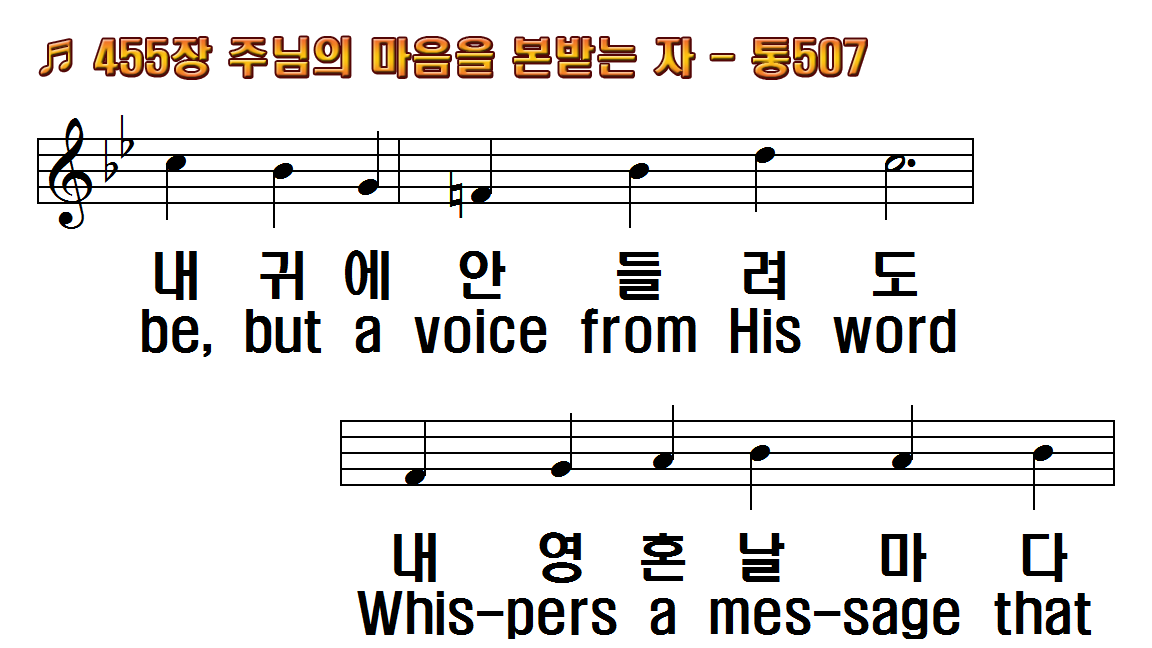 ♬ 455장 주님의 마음을 본받는 자 - 통507
내 귀 에 안 들 려 도
be, but a voice from His word
내 영 혼 날 마 다
Whis-pers a mes-sage that